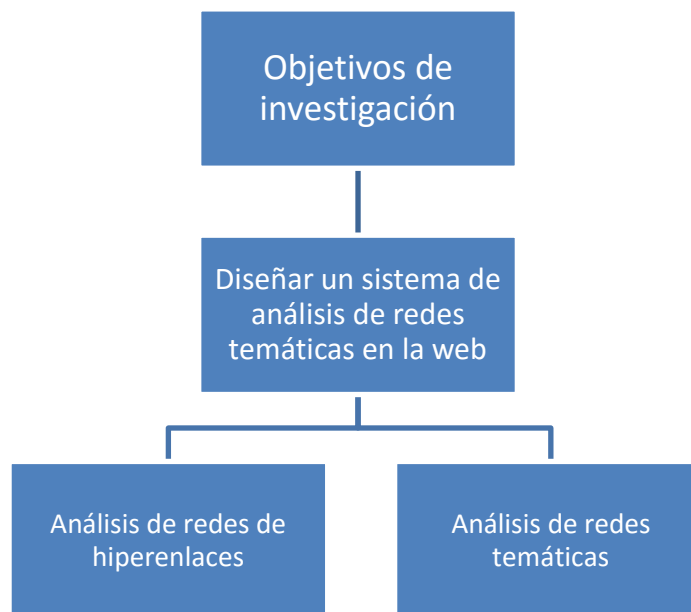 Objetivos de
investigación
Diseñar un sistema de
análisis de redes
temáticas en la web
Análisis de redes de
hiperenlaces
Análisis de redes
temáticas